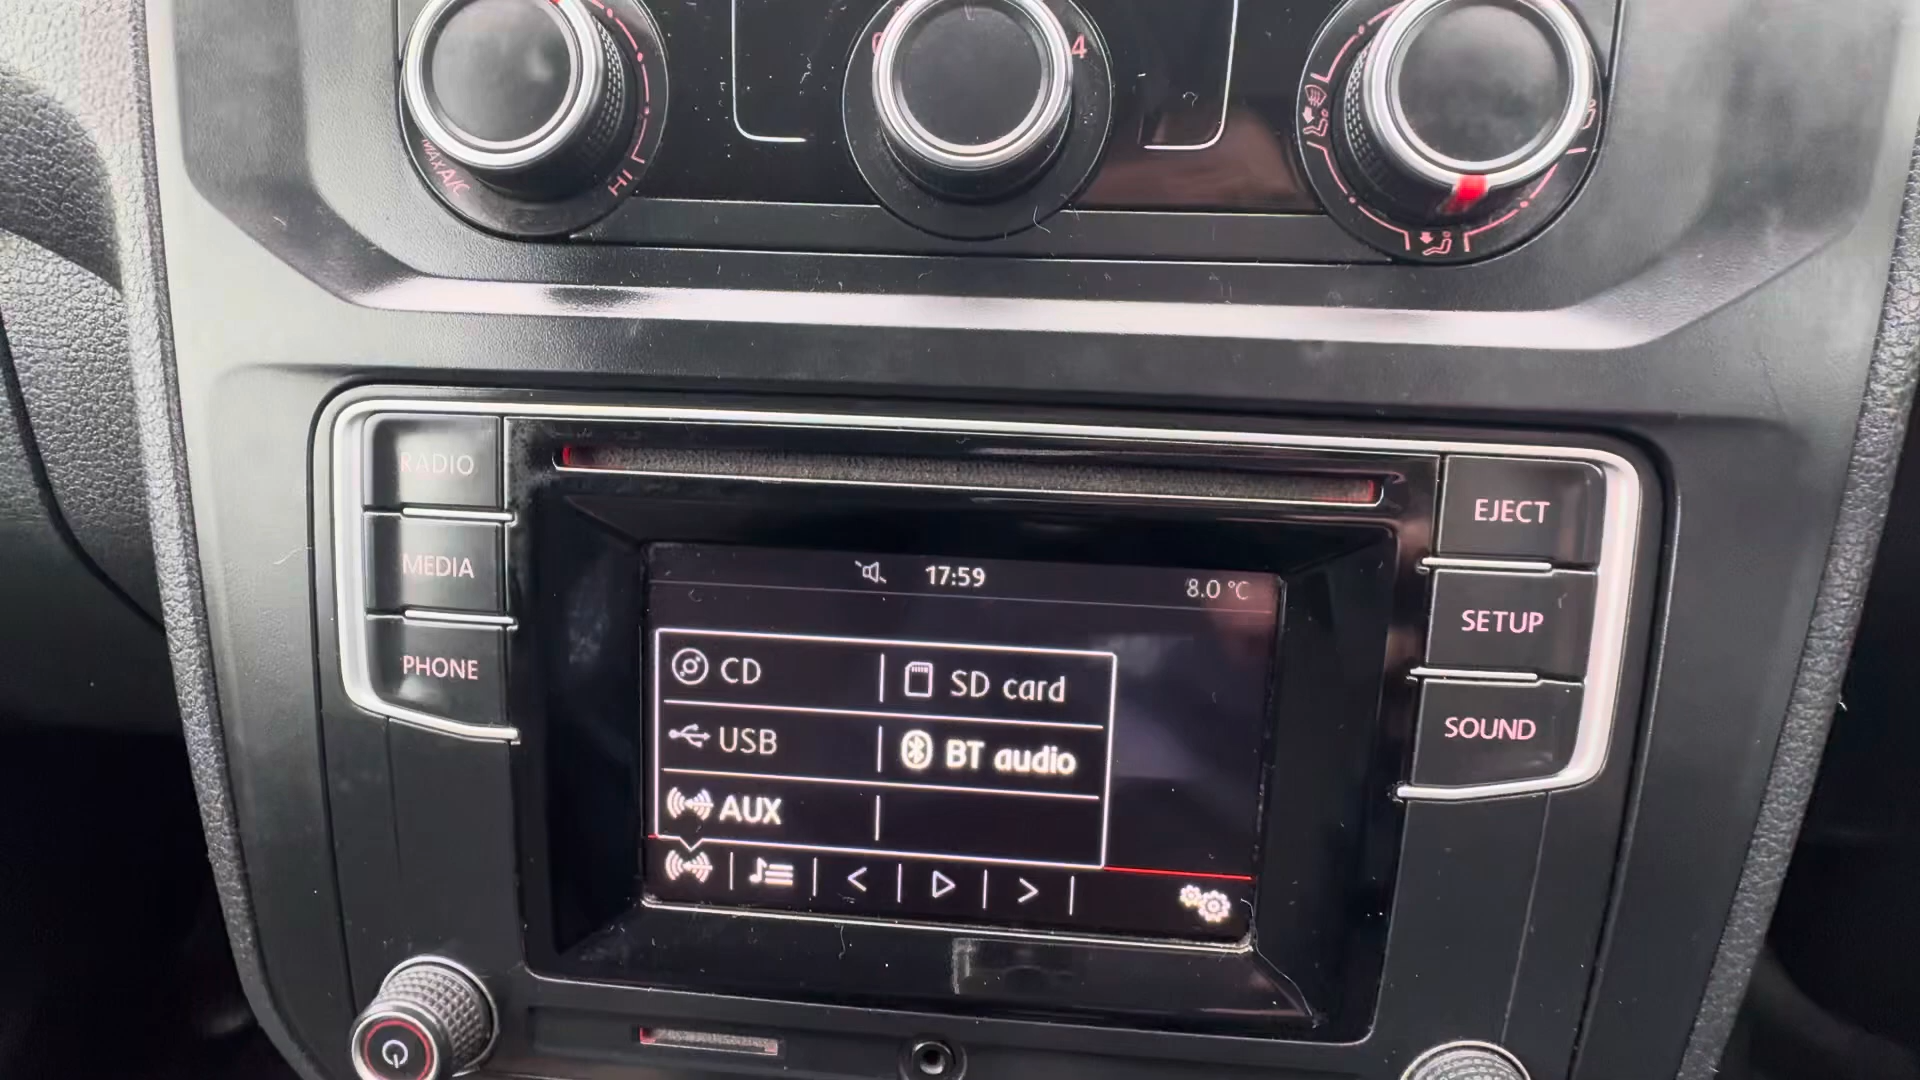 4
MAX A/C
HI
RADIO
EJECT
MEDIA
17:59
8.0 °C
SETUP
PHONE
CD
SD card
USB
BT audio
SOUND
AUX